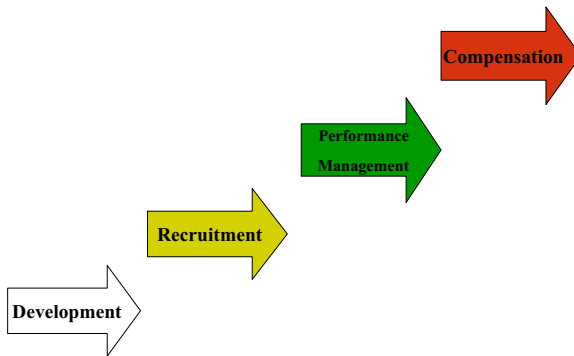 Compensation
Performance
Management
Recruitment
Development